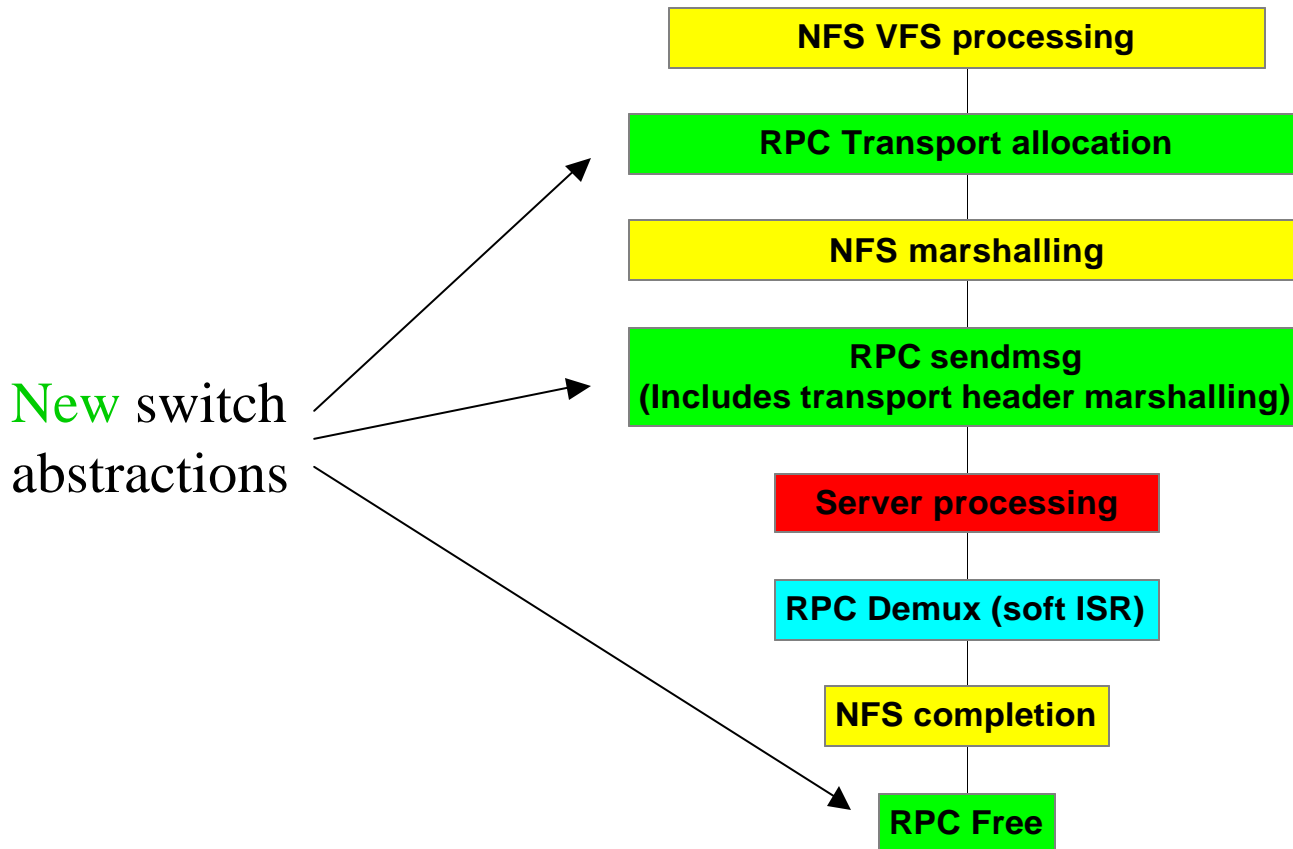 NFS VFS processing
RPC Transport allocation
NFS marshalling
RPC sendmsg
(Includes transport header marshalling)
New switch
abstractions
Server processing
RPC Demux (soft ISR)
NFS completion
RPC Free